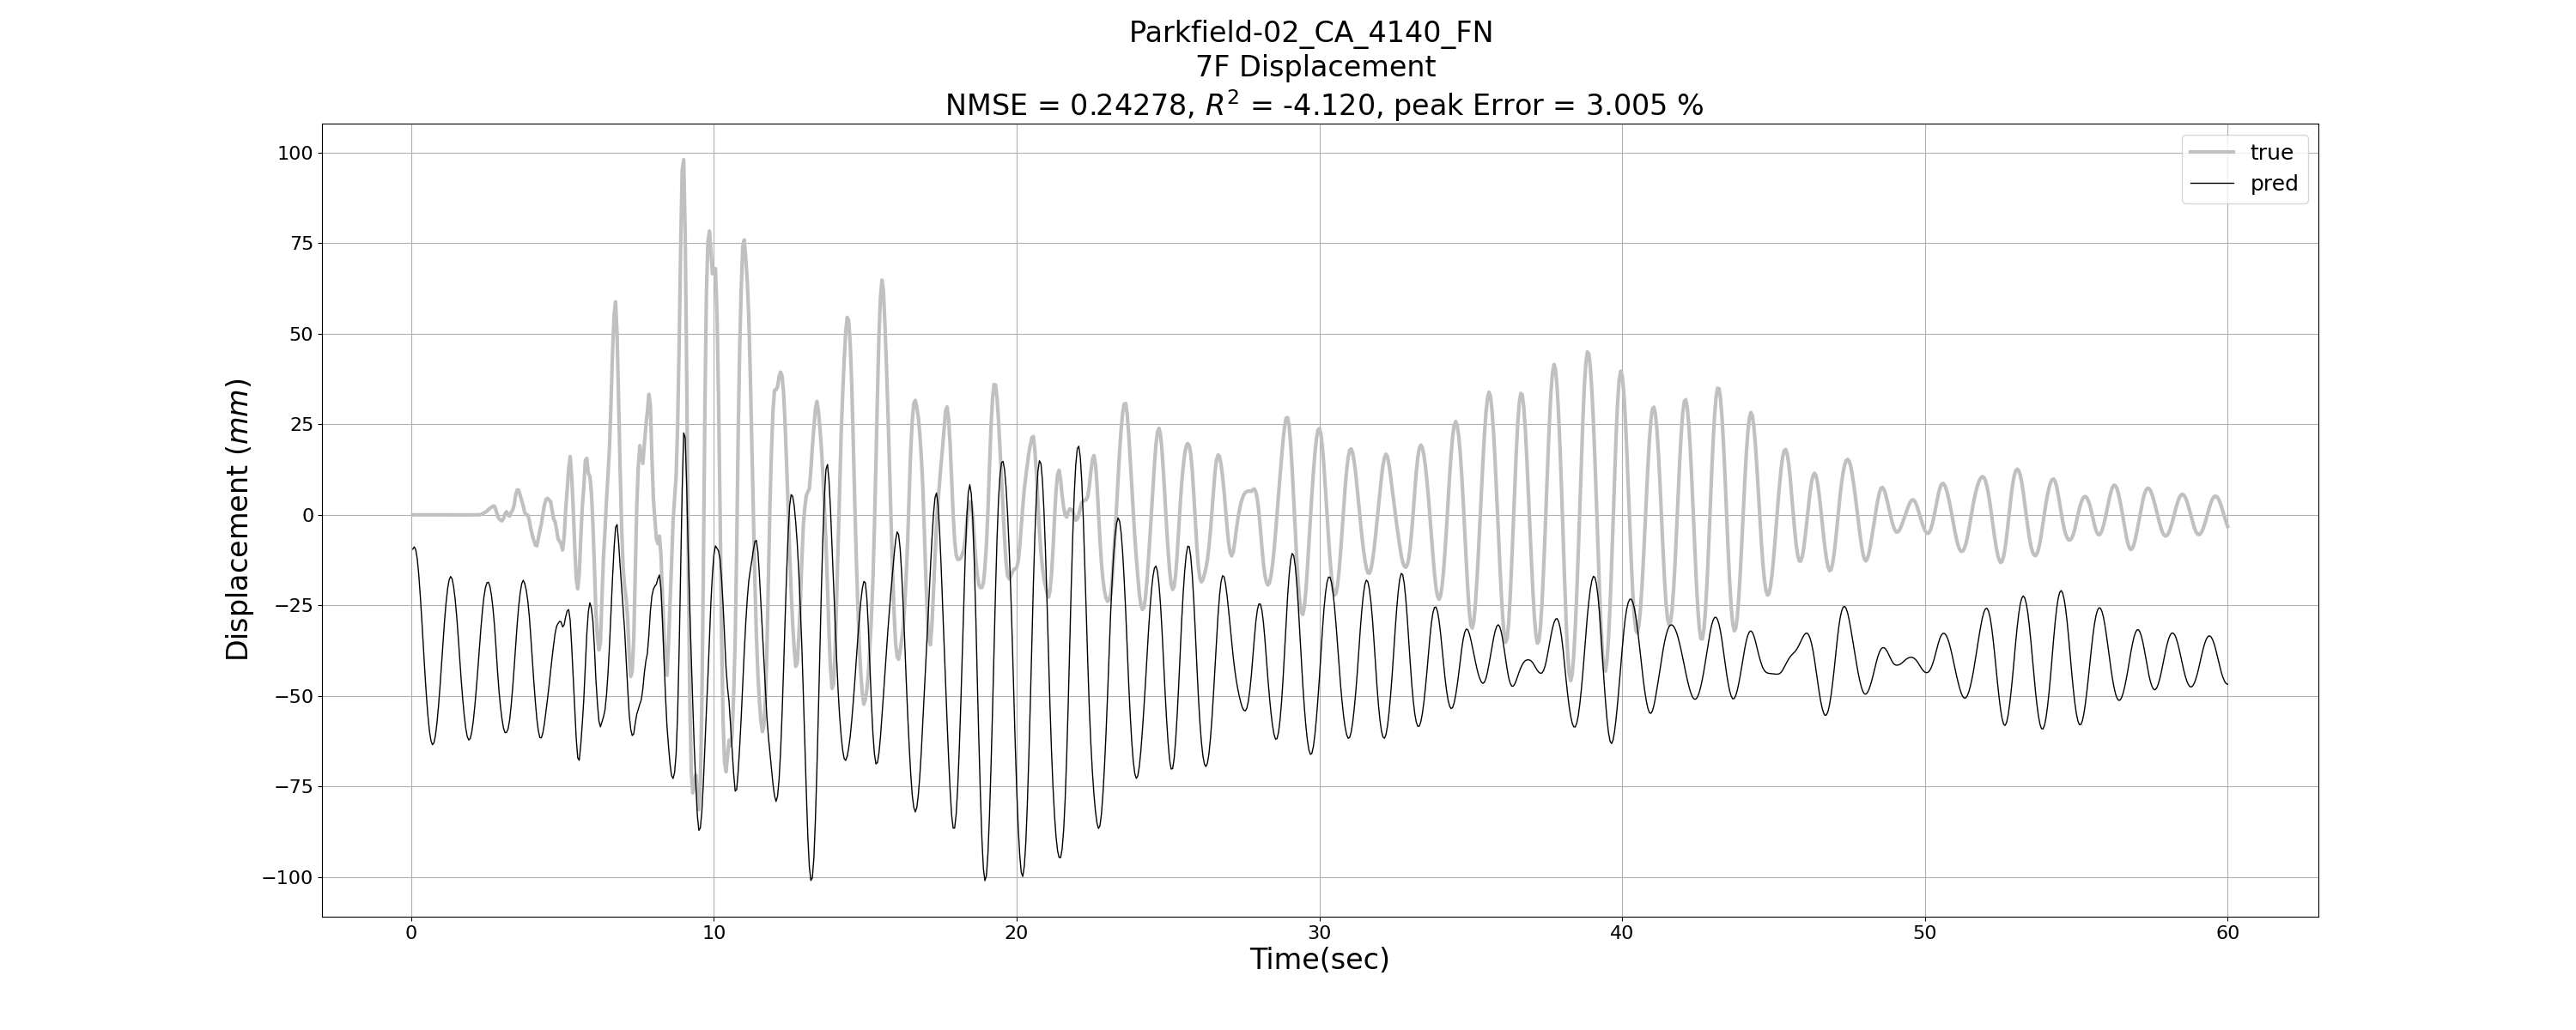 Parkfield-02_CA_4140_FN
7F Displacement
NMSE = 0.24278, R² = -4.120, peak Error = 3.005 %
true
pred
100
75
50
25
0
−25
−50
−75
−100
Displacement (mm)
0
10
20
30
40
50
60
Time(sec)